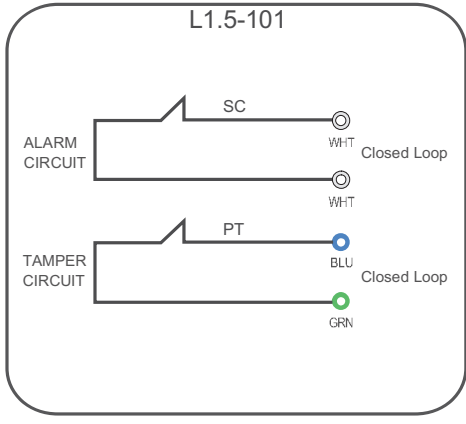 L1.5-101
SC
ALARM
CIRCUIT
WHT
Closed Loop
WHT
PT
TAMPER
CIRCUIT
BLU
Closed Loop
GRN